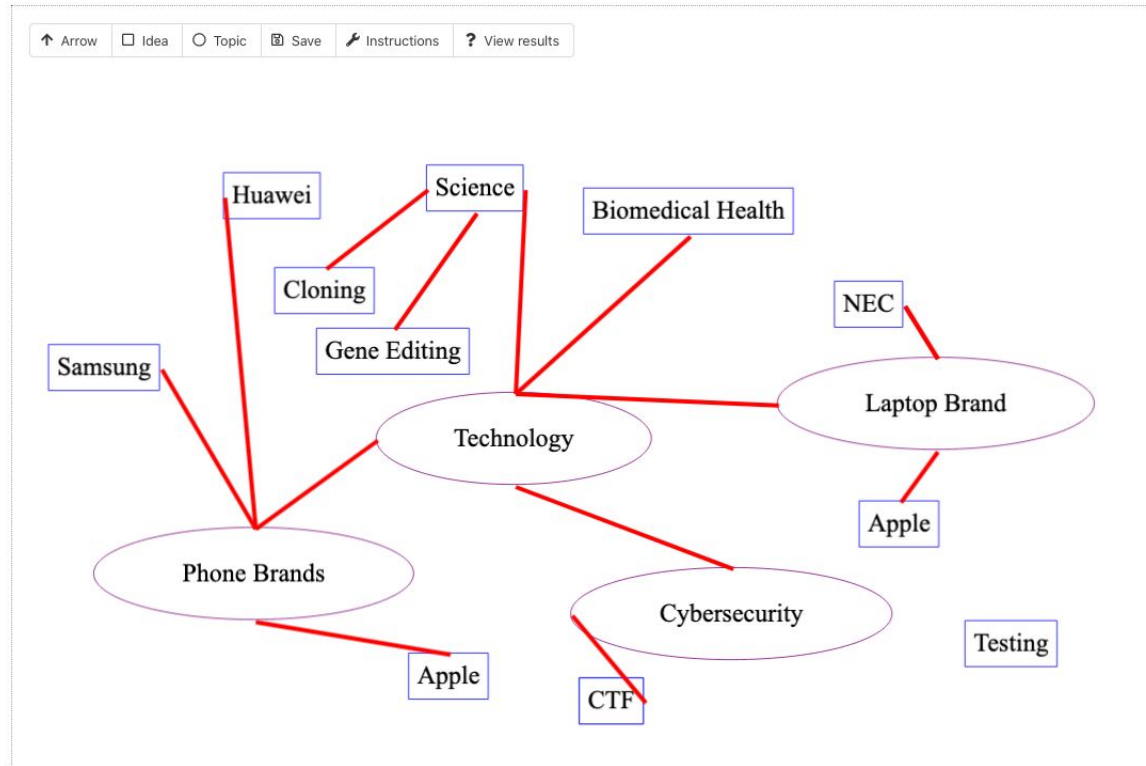 Arrow
Idea
Topic
Save
Instructions
? View results
Huawei
Science
Biomedical Health
Cloning
NEC
Gene Editing
Samsung
Laptop Brand
Technology
Apple
Phone Brands
Cybersecurity
Testing
Apple
CTF